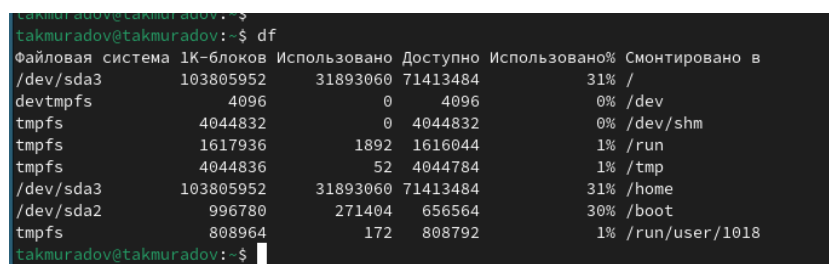 takmuradov@takmuradov:~$
takmuradov@takmuradov:~$ df
Файловая система 1K-блоков Использовано Доступно Использовано% Смонтировано в
/dev/sda3 103805952 31893060 71413484 31% /
devtmpfs 4096 0 4096 0% /dev
tmpfs 4044832 0 4044832 0% /dev/shm
tmpfs 1617936 1892 1616044 1% /run
tmpfs 4044836 52 4044784 1% /tmp
/dev/sda3 103805952 31893060 71413484 31% /home
/dev/sda2 996780 271404 656564 30% /boot
tmpfs 808964 172 808792 1% /run/user/1018
takmuradov@takmuradov:~$